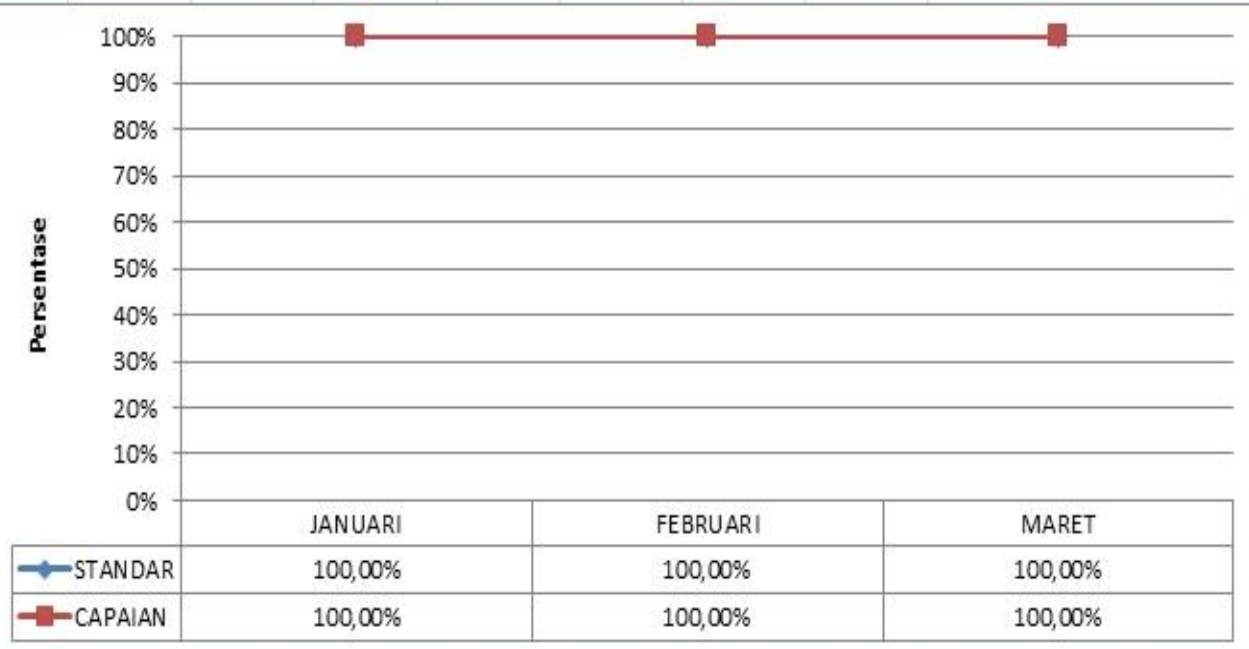 100%
90%
80%
70%
60%
50%
40%
30%
20%
10%
0%
Persentase
JANUARI FEBRUARI MARET
STANDAR 100,00% 100,00% 100,00%
CAPAIAN 100,00% 100,00% 100,00%